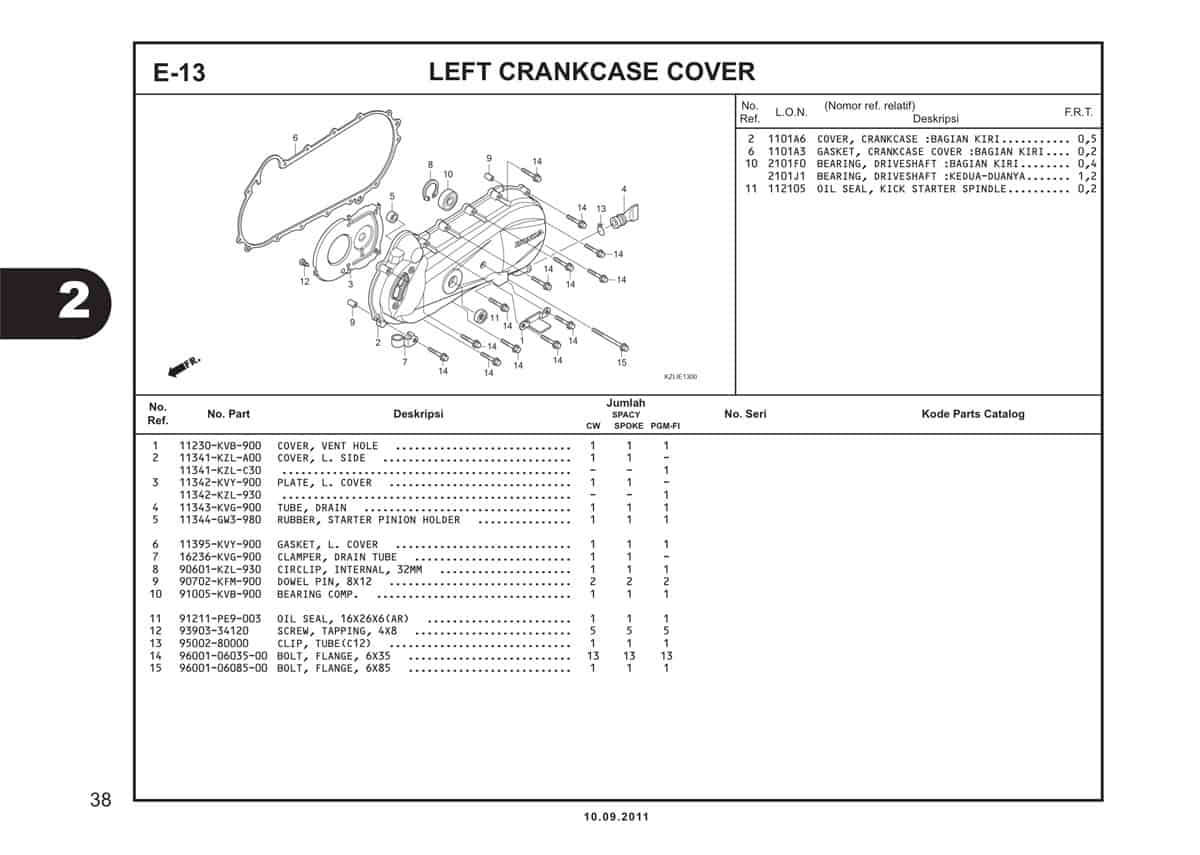 E-13
LEFT CRANKCASE COVER
6
9
14
8
10
4
5
14 13
14
14
14
14
12
3
9
11
14
1
14
2
14
7
14
14
14
14
15
FR.
KZLIE1300
No. Ref. L.O.N. (Nomor ref. relatif) Deskripsi F.R.T.
2 1101A6 COVER, CRANKCASE :BAGIAN KIRI........... 0,5
6 1101A3 GASKET, CRANKCASE COVER :BAGIAN KIRI.... 0,2
10 2101F0 BEARING, DRIVESHAFT :BAGIAN KIRI........ 0,4
2101J1 BEARING, DRIVESHAFT :KEDUA-DUANYA....... 1,2
11 112105 OIL SEAL, KICK STARTER SPINDLE.......... 0,2
2
No. Ref. No. Part Deskripsi Jumlah No. Seri Kode Parts Catalog
SPACY
CW SPOKE PGM-FI
1 11230-KVB-900 COVER, VENT HOLE ............................ 1 1 1
2 11341-KZL-A00 COVER, L. SIDE .............................. 1 1 –
11341-KZL-C30 .............................................. – – 1
3 11342-KVY-900 PLATE, L. COVER ............................. 1 1 –
11342-KZL-930 .............................................. – – 1
4 11343-KVG-900 TUBE, DRAIN ................................. 1 1 1
5 11344-GW3-980 RUBBER, STARTER PINION HOLDER ............... 1 1 1
6 11395-KVY-900 GASKET, L. COVER ............................ 1 1 1
7 16236-KVG-900 CLAMPER, DRAIN TUBE ......................... 1 1 –
8 90601-KZL-930 CIRCLIP, INTERNAL, 32MM ..................... 1 1 1
9 90702-KFM-900 DOWEL PIN, 8X12 ............................. 2 2 2
10 91005-KVB-900 BEARING COMP. ............................... 1 1 1
11 91211-PE9-003 OIL SEAL, 16X26X6(AR) ....................... 1 1 1
12 93903-34120 SCREW, TAPPING, 4X8 ......................... 5 5 5
13 95002-80000 CLIP, TUBE(C12) ............................. 1 1 1
14 96001-06035-00 BOLT, FLANGE, 6X35 .......................... 13 13 13
15 96001-06085-00 BOLT, FLANGE, 6X85 .......................... 1 1 1
38
10.09.2011